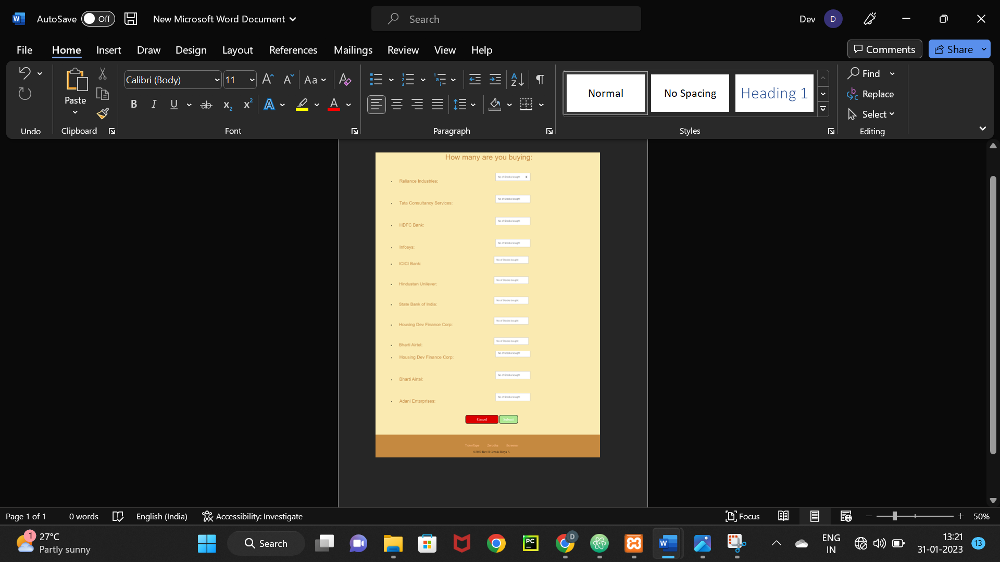 AutoSave Off New Microsoft Word Document Search Dev D
File Home Insert Draw Design Layout References Mailings Review View Help Comments Share
Paste Calibri (Body) 11 Aa Normal No Spacing Heading 1 Find
Replace
Select
Undo Clipboard Font Paragraph Styles Editing
How many are you buying:
Reliance Industries: No of Stocks bought
Tata Consultancy Services: No of Stocks bought
HDFC Bank: No of Stocks bought
Infosys: No of Stocks bought
ICICI Bank: No of Stocks bought
Hindustan Unilever: No of Stocks bought
State Bank of India: No of Stocks bought
Housing Dev Finance Corp: No of Stocks bought
Bharti Airtel: No of Stocks bought
Housing Dev Finance Corp: No of Stocks bought
Bharti Airtel: No of Stocks bought
Adani Enterprises: No of Stocks bought
Cancel Submit
TickerTape Zerodha Screener
©2022 Dev H Gowda/Divya S.
Page 1 of 1 0 words English (India) Accessibility: Investigate Focus 50%
1 27°C
Partly sunny
Search
ENG
IN
13:21
31-01-2023
13